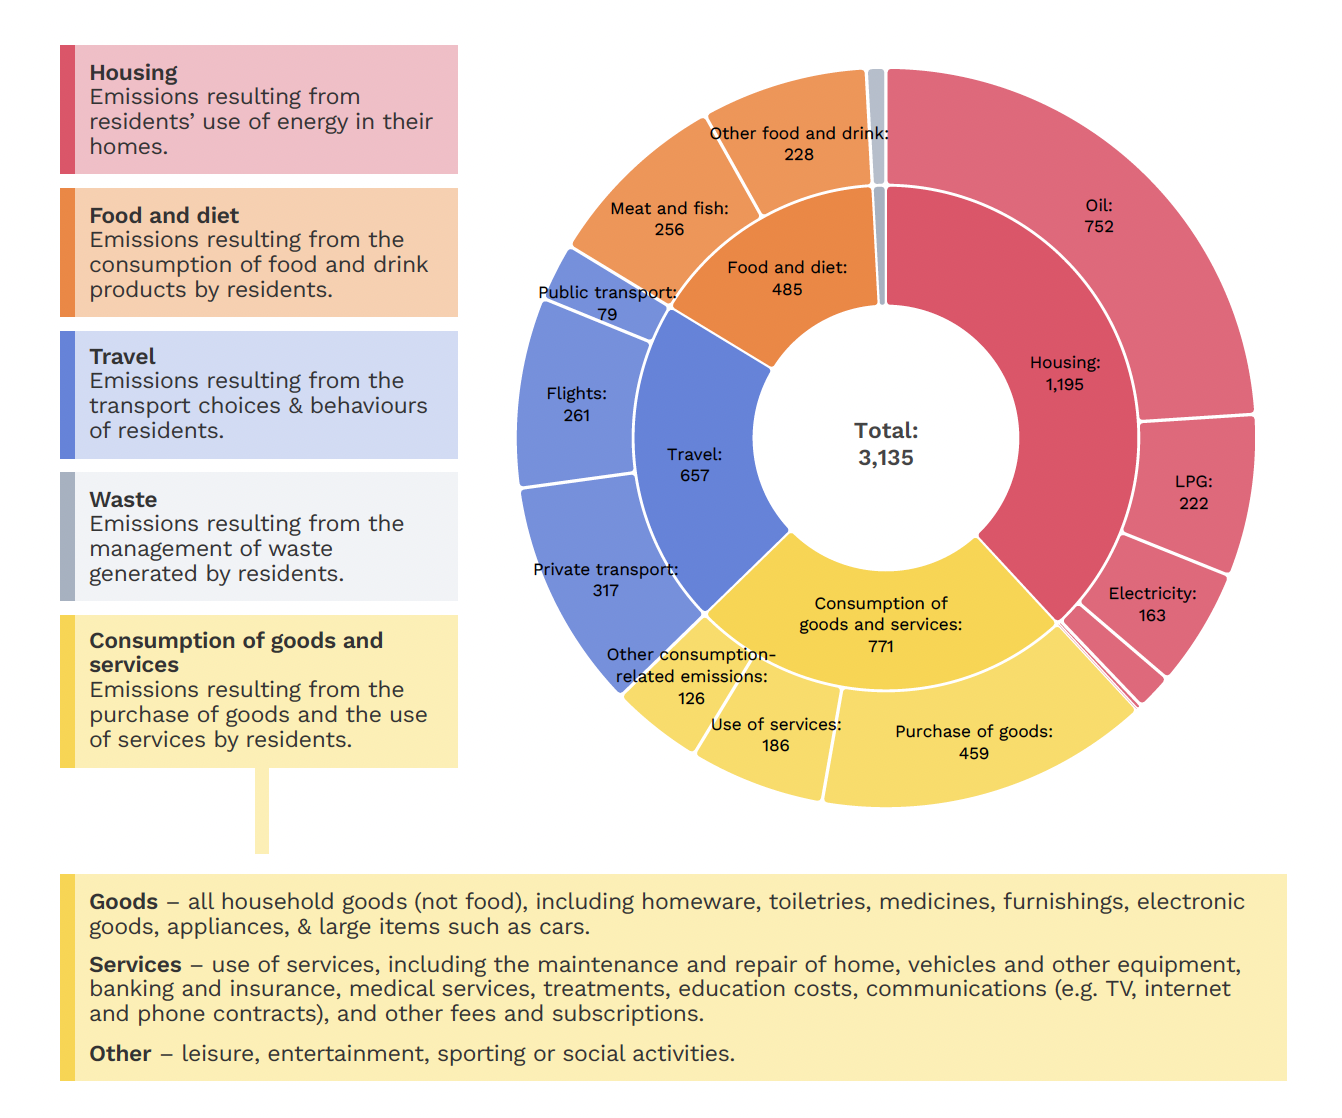 Housing
Emissions resulting from
residents’ use of energy in their
homes.
Food and diet
Emissions resulting from the
consumption of food and drink
products by residents.
Travel
Emissions resulting from the
transport choices & behaviours
of residents.
Waste
Emissions resulting from the
management of waste
generated by residents.
Consumption of goods and
services
Emissions resulting from the
purchase of goods and the use
of services by residents.
Other food and drink:
228
Meat and fish:
256
Oil:
752
Food and diet:
485
Public transport:
79
Housing:
1,195
Flights:
261
Total:
3,135
Travel:
657
LPG:
222
Private transport:
317
Electricity:
163
Consumption of
goods and services:
771
Other consumption-
related emissions:
126
Use of services:
186
Purchase of goods:
459
Goods – all household goods (not food), including homeware, toiletries, medicines, furnishings, electronic
goods, appliances, & large items such as cars.
Services – use of services, including the maintenance and repair of home, vehicles and other equipment,
banking and insurance, medical services, treatments, education costs, communications (e.g. TV, internet
and phone contracts), and other fees and subscriptions.
Other – leisure, entertainment, sporting or social activities.